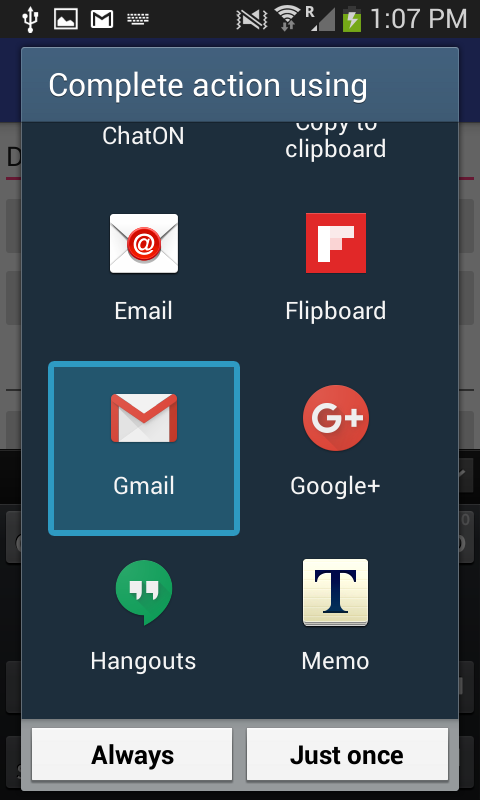 R 1:07 PM
Complete action using
ChatON
Copy to
clipboard
Email
Flipboard
Gmail
Google+
Hangouts
Memo
Always
Just once